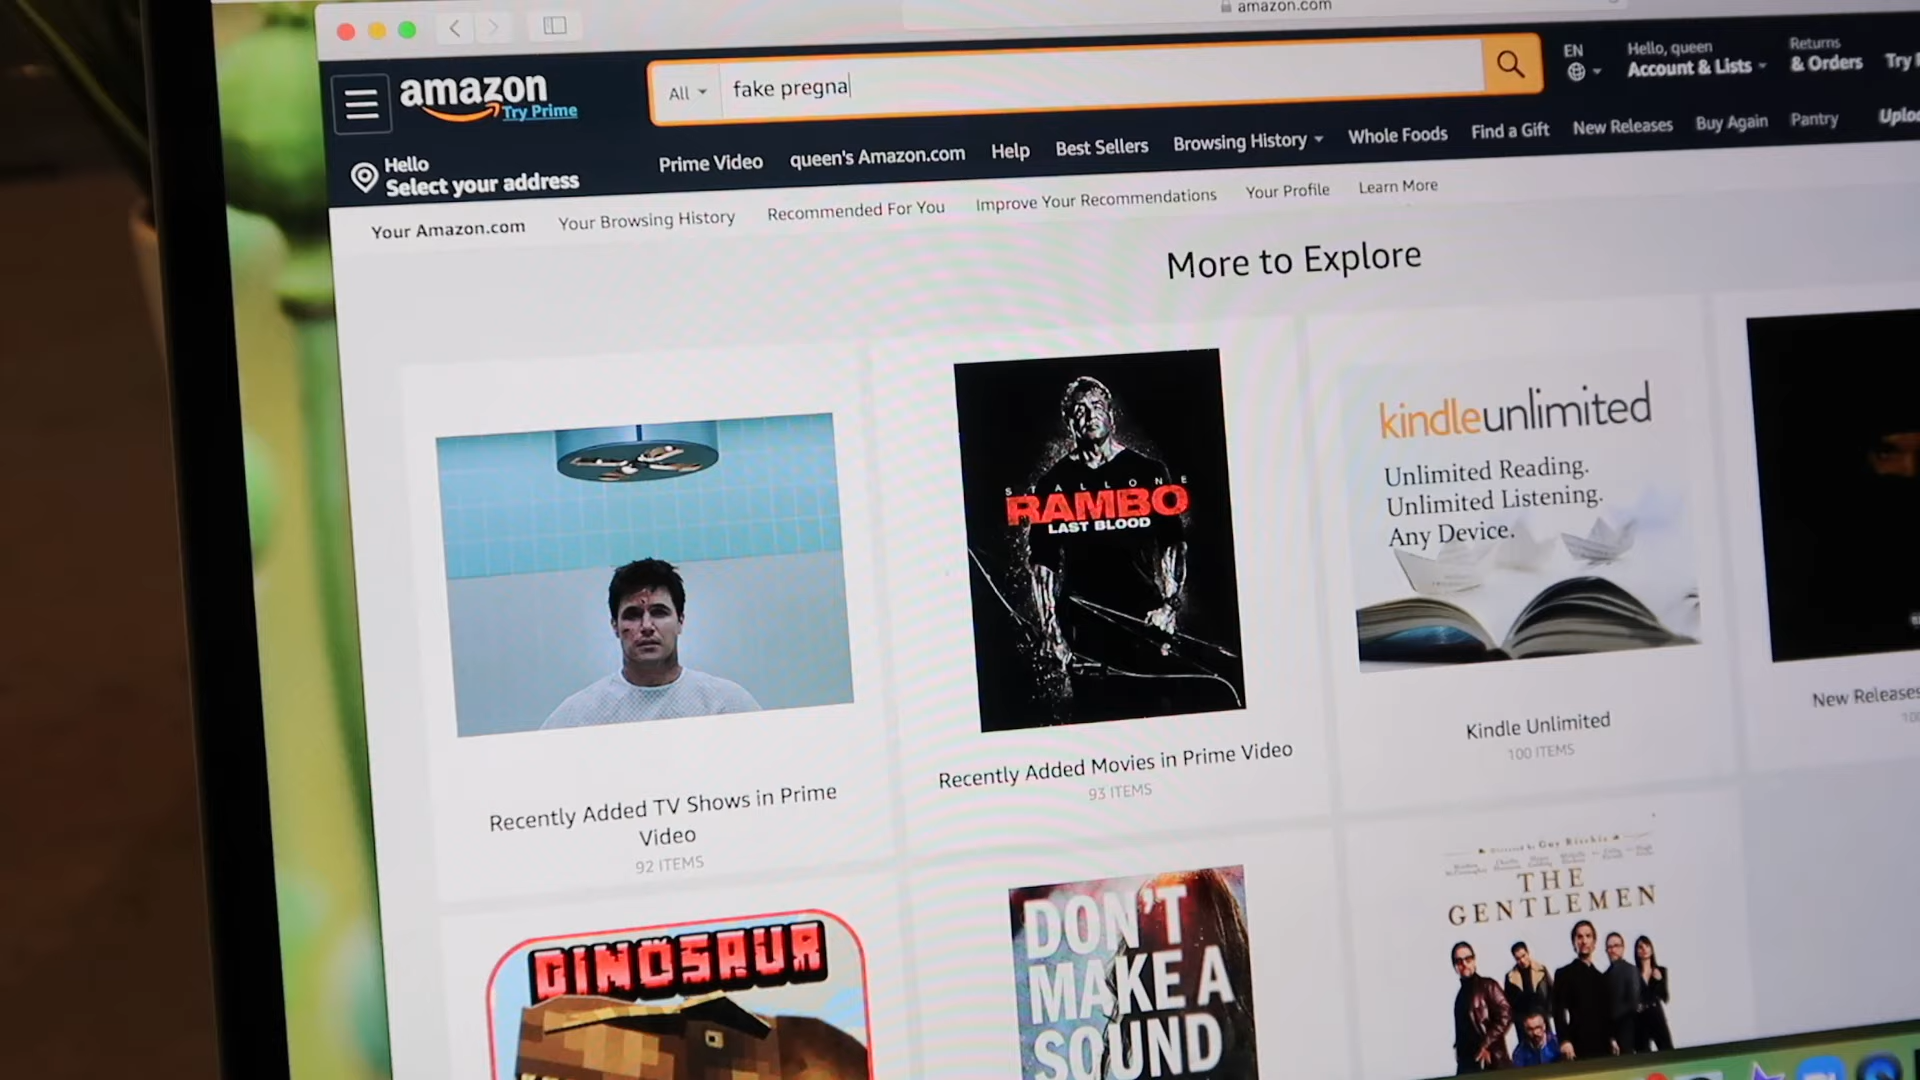 amazon.com
amazon
Try Prime
All
fake pregna
EN
Hello, queen
Account & Lists
Returns
& Orders
Try
Hello
Select your address
Prime Video
queen's Amazon.com
Help
Best Sellers
Browsing History
Whole Foods
Find a Gift
New Releases
Buy Again
Pantry
Your Amazon.com
Your Browsing History
Recommended For You
Improve Your Recommendations
Your Profile
Learn More
More to Explore
STALLONE
RAMBO
LAST BLOOD
kindleunlimited
Unlimited Reading.
Unlimited Listening.
Any Device.
Recently Added TV Shows in Prime
Video
92 ITEMS
Recently Added Movies in Prime Video
93 ITEMS
Kindle Unlimited
100 ITEMS
New Releases
DINOSAUR
DON'T
MAKE A
SOUND
Directed by Guy Ritchie
THE
GENTLEMEN